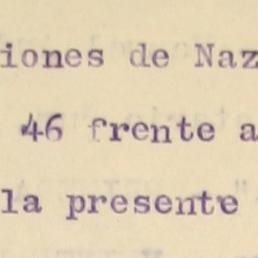 iones de Naz
46 frente a
la presente